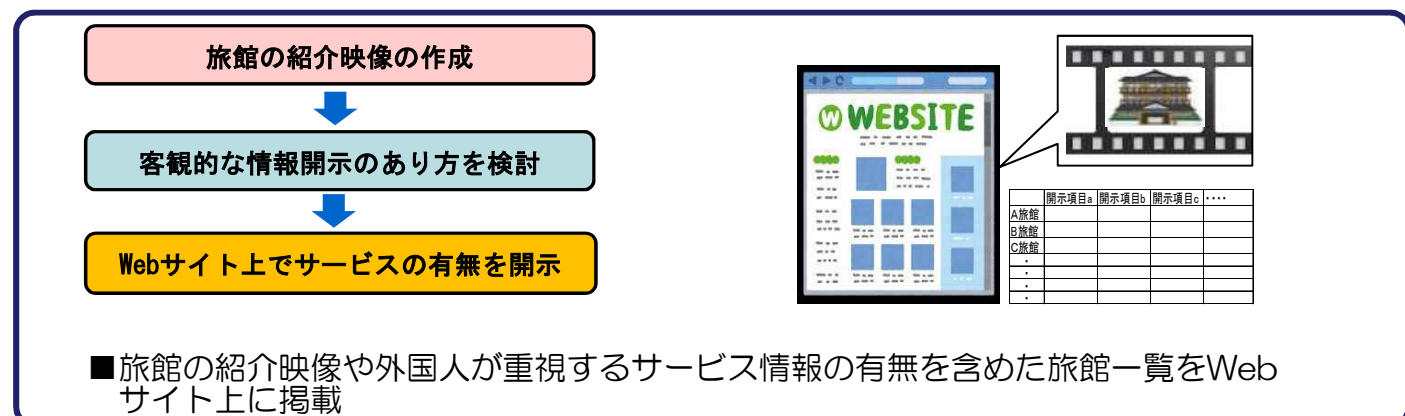 旅館の紹介映像の作成
客観的な情報開示のあり方を検討
Webサイト上でサービスの有無を開示
WEBSITE
開示項目a 開示項目b 開示項目c ・・・・
A旅館
B旅館
C旅館
・
・
・
・
■旅館の紹介映像や外国人が重視するサービス情報の有無を含めた旅館一覧をWeb
サイト上に掲載